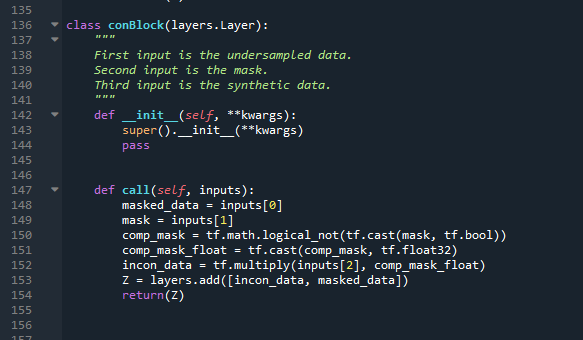 135
136 class conBlock(layers.Layer):
137 """
138 First input is the undersampled data.
139 Second input is the mask.
140 Third input is the synthetic data.
141 """
142 def __init__(self, **kwargs):
143 super().__init__(**kwargs)
144 pass
145
146
147 def call(self, inputs):
148 masked_data = inputs[0]
149 mask = inputs[1]
150 comp_mask = tf.math.logical_not(tf.cast(mask, tf.bool))
151 comp_mask_float = tf.cast(comp_mask, tf.float32)
152 incon_data = tf.multiply(inputs[2], comp_mask_float)
153 Z = layers.add([incon_data, masked_data])
154 return(Z)
155
156
157